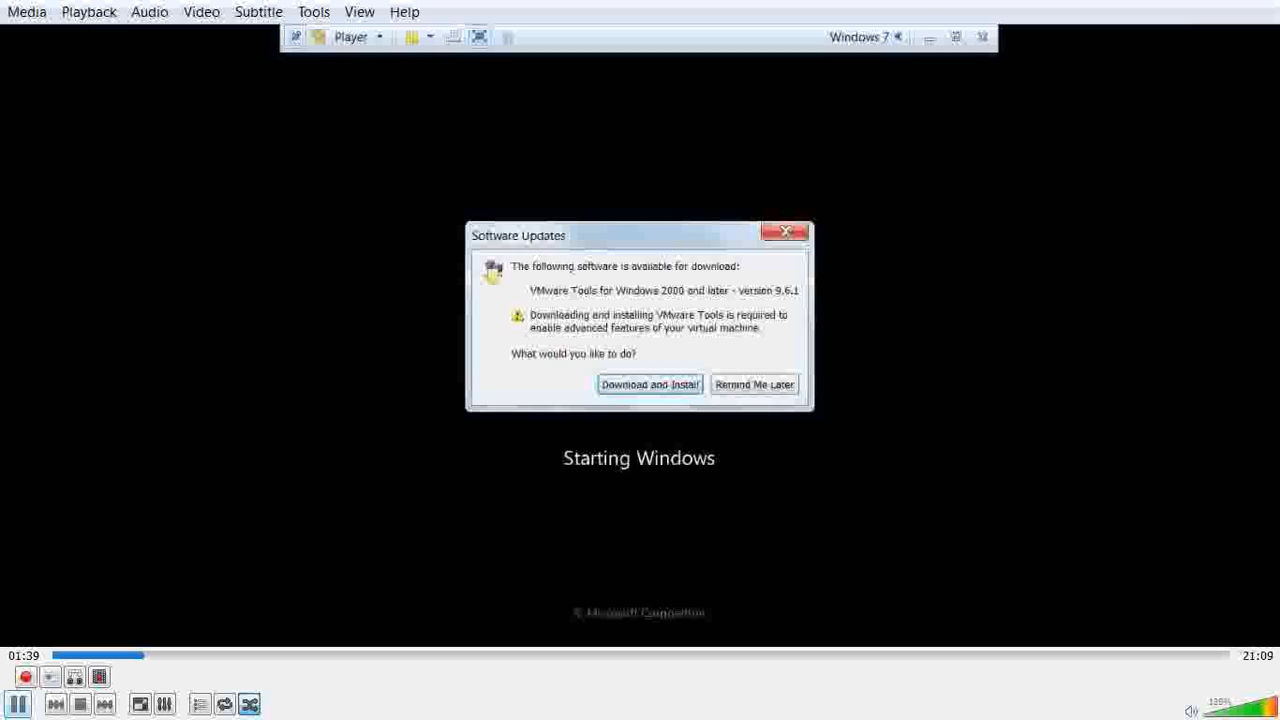 Media Playback Audio Video Subtitle Tools View Help
Player Windows 7
Software Updates
The following software is available for download:
VMware Tools for Windows 2000 and later - version 9.6.1
Downloading and installing VMware Tools is required to
enable advanced features of your virtual machine.
What would you like to do?
Download and Install Remind Me Later
Starting Windows
© Microsoft Corporation
01:39 21:09